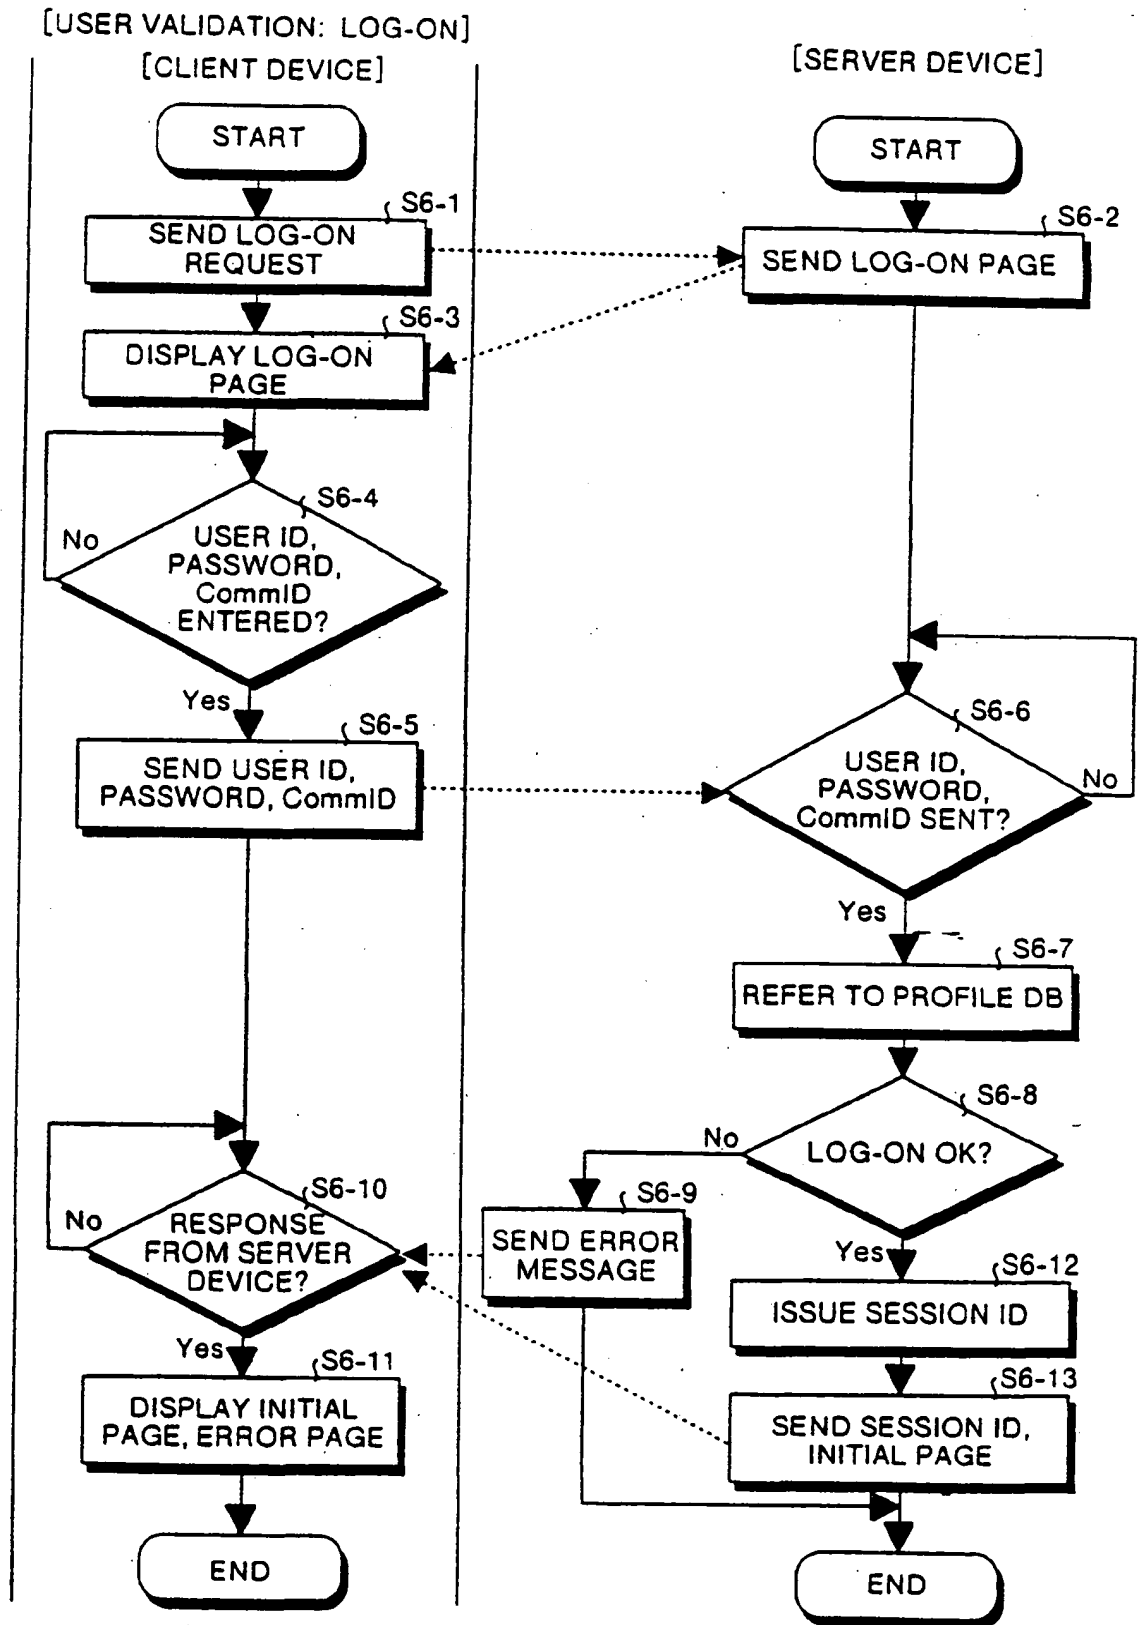 [USER VALIDATION: LOG-ON]
[CLIENT DEVICE]
START
S6-1
SEND LOG-ON
REQUEST
S6-3
DISPLAY LOG-ON
PAGE
S6-4
No
USER ID,
PASSWORD,
CommID
ENTERED?
Yes
S6-5
SEND USER ID,
PASSWORD, CommID
S6-10
No
RESPONSE
FROM SERVER
DEVICE?
Yes
S6-11
DISPLAY INITIAL
PAGE, ERROR PAGE
END
[SERVER DEVICE]
START
S6-2
SEND LOG-ON PAGE
S6-6
USER ID,
PASSWORD,
CommID SENT?
No
Yes
S6-7
REFER TO PROFILE DB
S6-8
No
LOG-ON OK?
S6-9
SEND ERROR
MESSAGE
Yes
S6-12
ISSUE SESSION ID
S6-13
SEND SESSION ID,
INITIAL PAGE
END